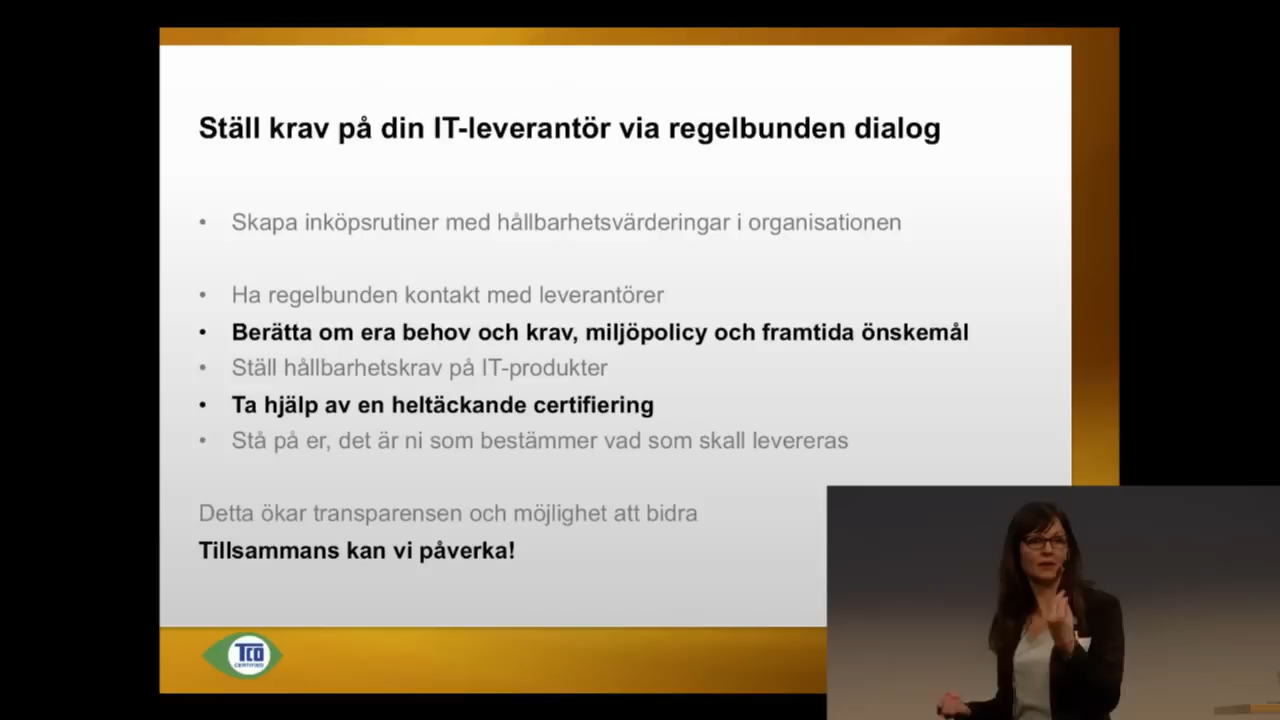 Ställ krav på din IT-leverantör via regelbunden dialog
• Skapa inköpsrutiner med hållbarhetsvärderingar i organisationen
• Ha regelbunden kontakt med leverantörer
• Berätta om era behov och krav, miljöpolicy och framtida önskemål
• Ställ hållbarhetskrav på IT-produkter
• Ta hjälp av en heltäckande certifiering
• Stå på er, det är ni som bestämmer vad som skall levereras
Detta ökar transparensen och möjlighet att bidra
Tillsammans kan vi påverka!
TCO
CERTIFIED